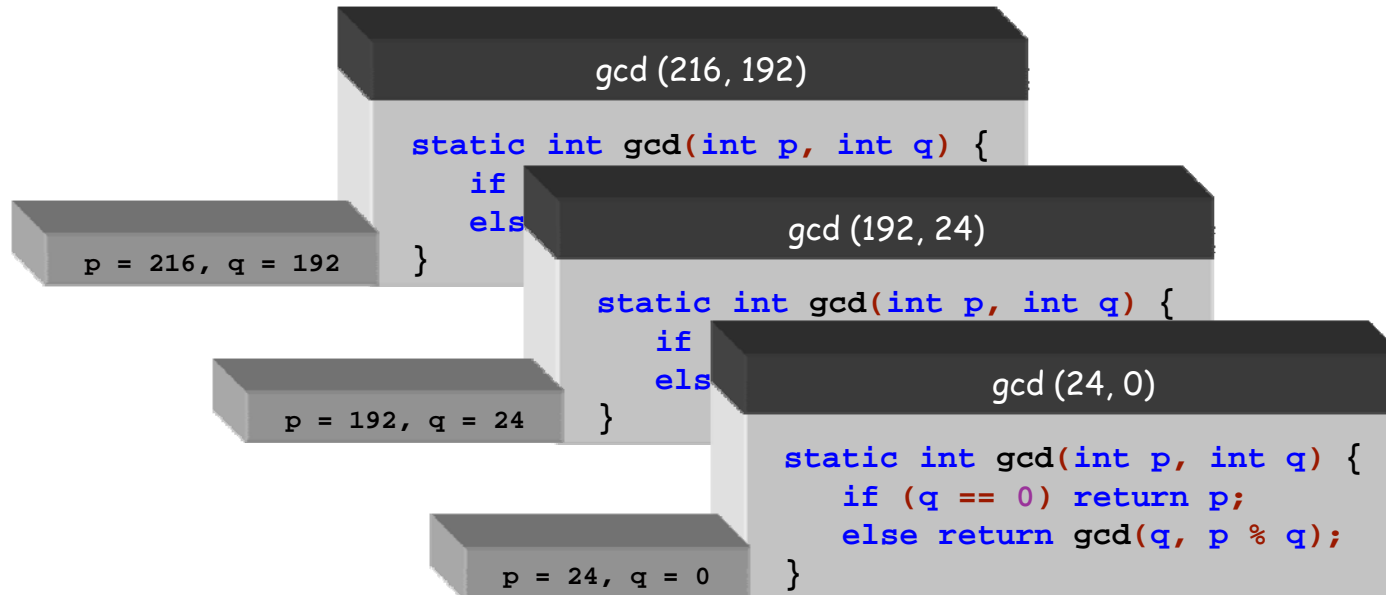 gcd (216, 192)
static int gcd(int p, int q) {
if
els
}
p = 216, q = 192
gcd (192, 24)
static int gcd(int p, int q) {
if
els
}
p = 192, q = 24
gcd (24, 0)
static int gcd(int p, int q) {
if (q == 0) return p;
else return gcd(q, p % q);
}
p = 24, q = 0